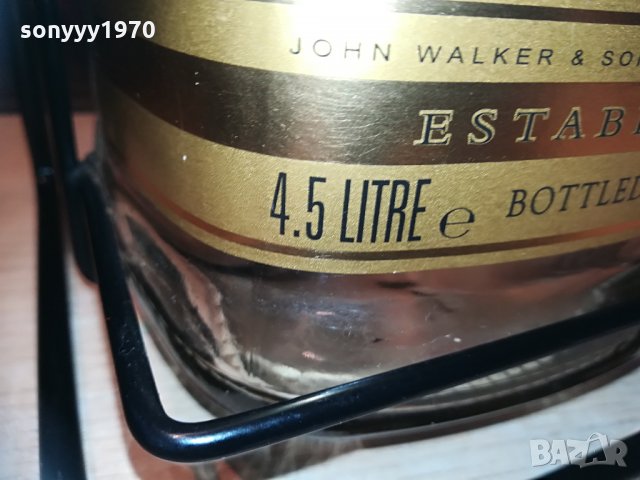 sonyyy1970
JOHN WALKER & SO
ESTAB
4.5 LITRE ℮ BOTTLED
BAZAR